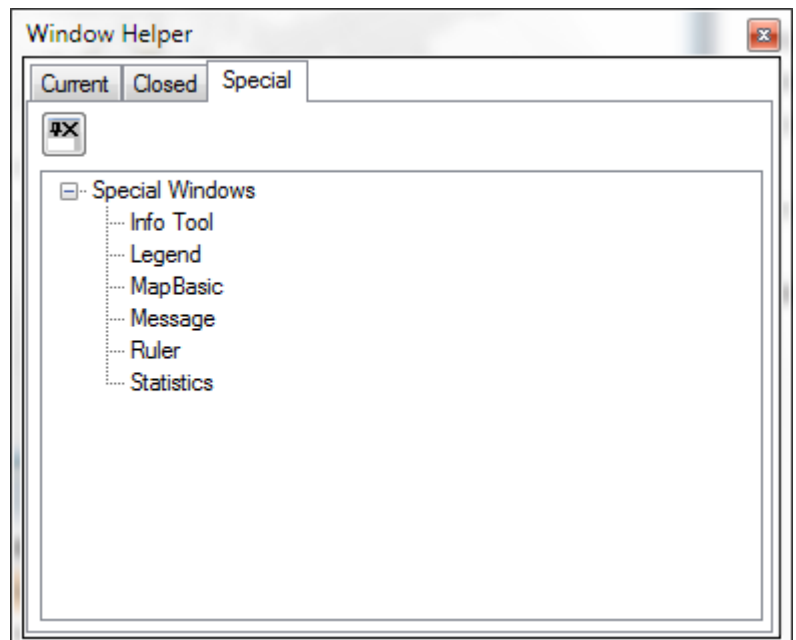 Window Helper
Current Closed Special
Special Windows
Info Tool
Legend
MapBasic
Message
Ruler
Statistics